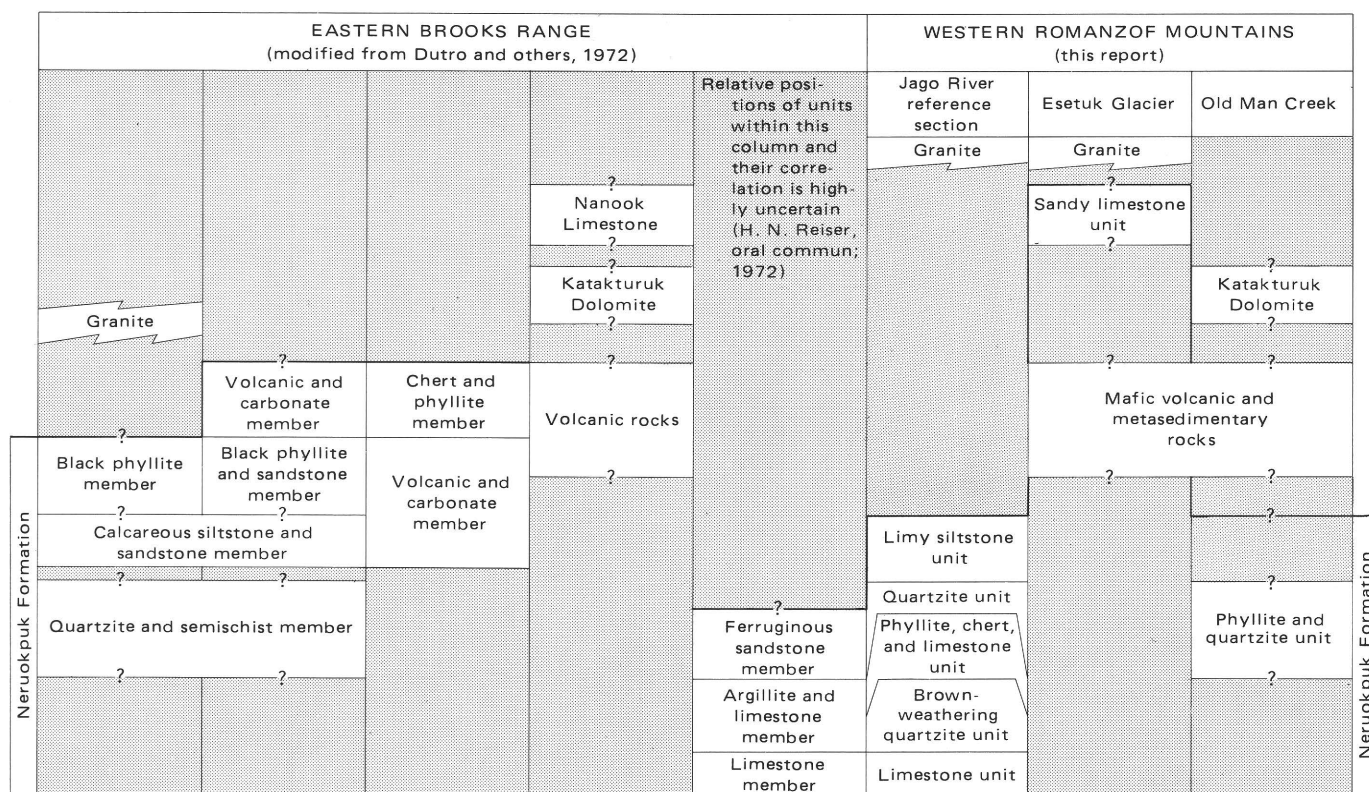 EASTERN BROOKS RANGE
(modified from Dutro and others, 1972)
WESTERN ROMANZOF MOUNTAINS
(this report)
Relative posi-
tions of units
within this
column and
their corre-
lation is high-
ly uncertain
(H. N. Reiser,
oral commun;
1972)
Jago River
reference
section
Esetuk Glacier
Old Man Creek
Granite
Granite
?
Nanook
Limestone
?
?
Katakturuk
Dolomite
?
?
Sandy limestone
unit
?
?
Katakturuk
Dolomite
?
Granite
?
Volcanic and
carbonate
member
Chert and
phyllite
member
?
Volcanic rocks
?
? ?
Mafic volcanic and
metasedimentary
rocks
? ?
?
Black phyllite
member
Black phyllite
and sandstone
member
Volcanic and
carbonate
member
? ?
Calcareous siltstone and
sandstone member
? ?
Quartzite and semischist member
? ?
?
Ferruginous
sandstone
member
Argillite and
limestone
member
Limestone
member
Limy siltstone
unit
Quartzite unit
Phyllite, chert,
and limestone
unit
Brown-
weathering
quartzite unit
Limestone unit
?
?
Phyllite and
quartzite unit
?
Neruokpuk Formation
Neruokpuk Formation